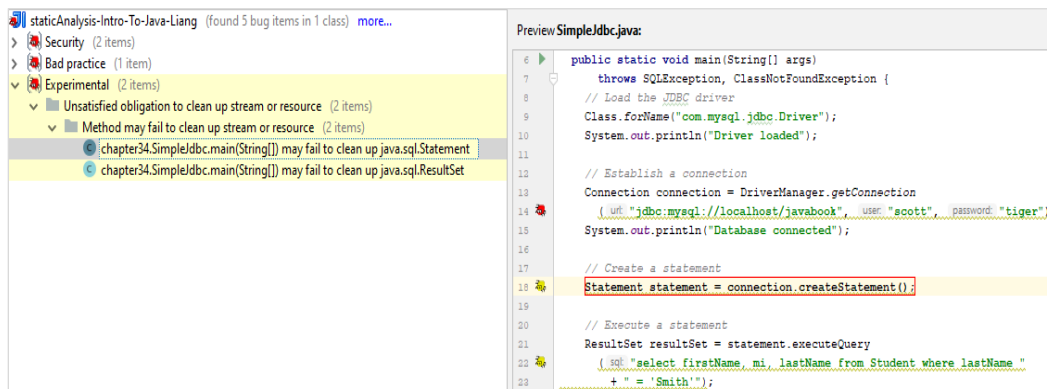 staticAnalysis-Intro-To-Java-Liang (found 5 bug items in 1 class) more...
Security (2 items)
Bad practice (1 item)
Experimental (2 items)
Unsatisfied obligation to clean up stream or resource (2 items)
Method may fail to clean up stream or resource (2 items)
chapter34.SimpleJdbc.main(String[]) may fail to clean up java.sql.Statement
chapter34.SimpleJdbc.main(String[]) may fail to clean up java.sql.ResultSet
Preview SimpleJdbc.java:
6 public static void main(String[] args)
7 throws SQLException, ClassNotFoundException {
8 // Load the JDBC driver
9 Class.forName("com.mysql.jdbc.Driver");
10 System.out.println("Driver loaded");
11
12 // Establish a connection
13 Connection connection = DriverManager.getConnection
14 ( url: "jdbc:mysql://localhost/javabook", user: "scott", password: "tiger")
15 System.out.println("Database connected");
16
17 // Create a statement
18 Statement statement = connection.createStatement();
19
20 // Execute a statement
21 ResultSet resultSet = statement.executeQuery
22 ( sql: "select firstName, mi, lastName from Student where lastName "
23 + " = 'Smith'");